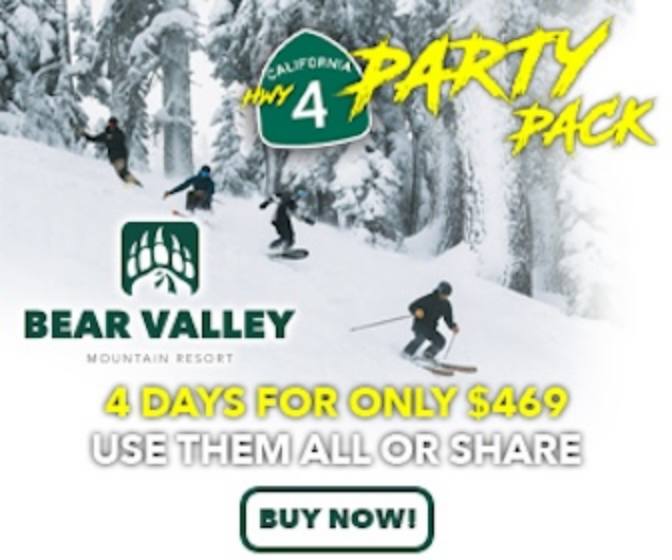 CALIFORNIA
HWY 4 PARTY
PACK
BEAR VALLEY
MOUNTAIN RESORT
4 DAYS FOR ONLY $469
USE THEM ALL OR SHARE
BUY NOW!